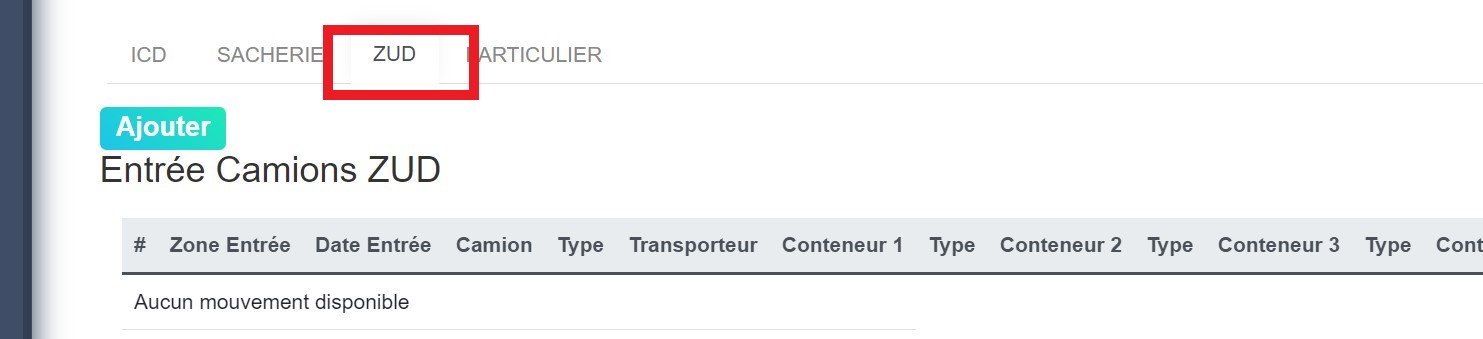 ICD SACHERIE ZUD ARTICULIER
Ajouter
Entrée Camions ZUD
# Zone Entrée Date Entrée Camion Type Transporteur Conteneur 1 Type Conteneur 2 Type Conteneur 3 Type Cont
Aucun mouvement disponible